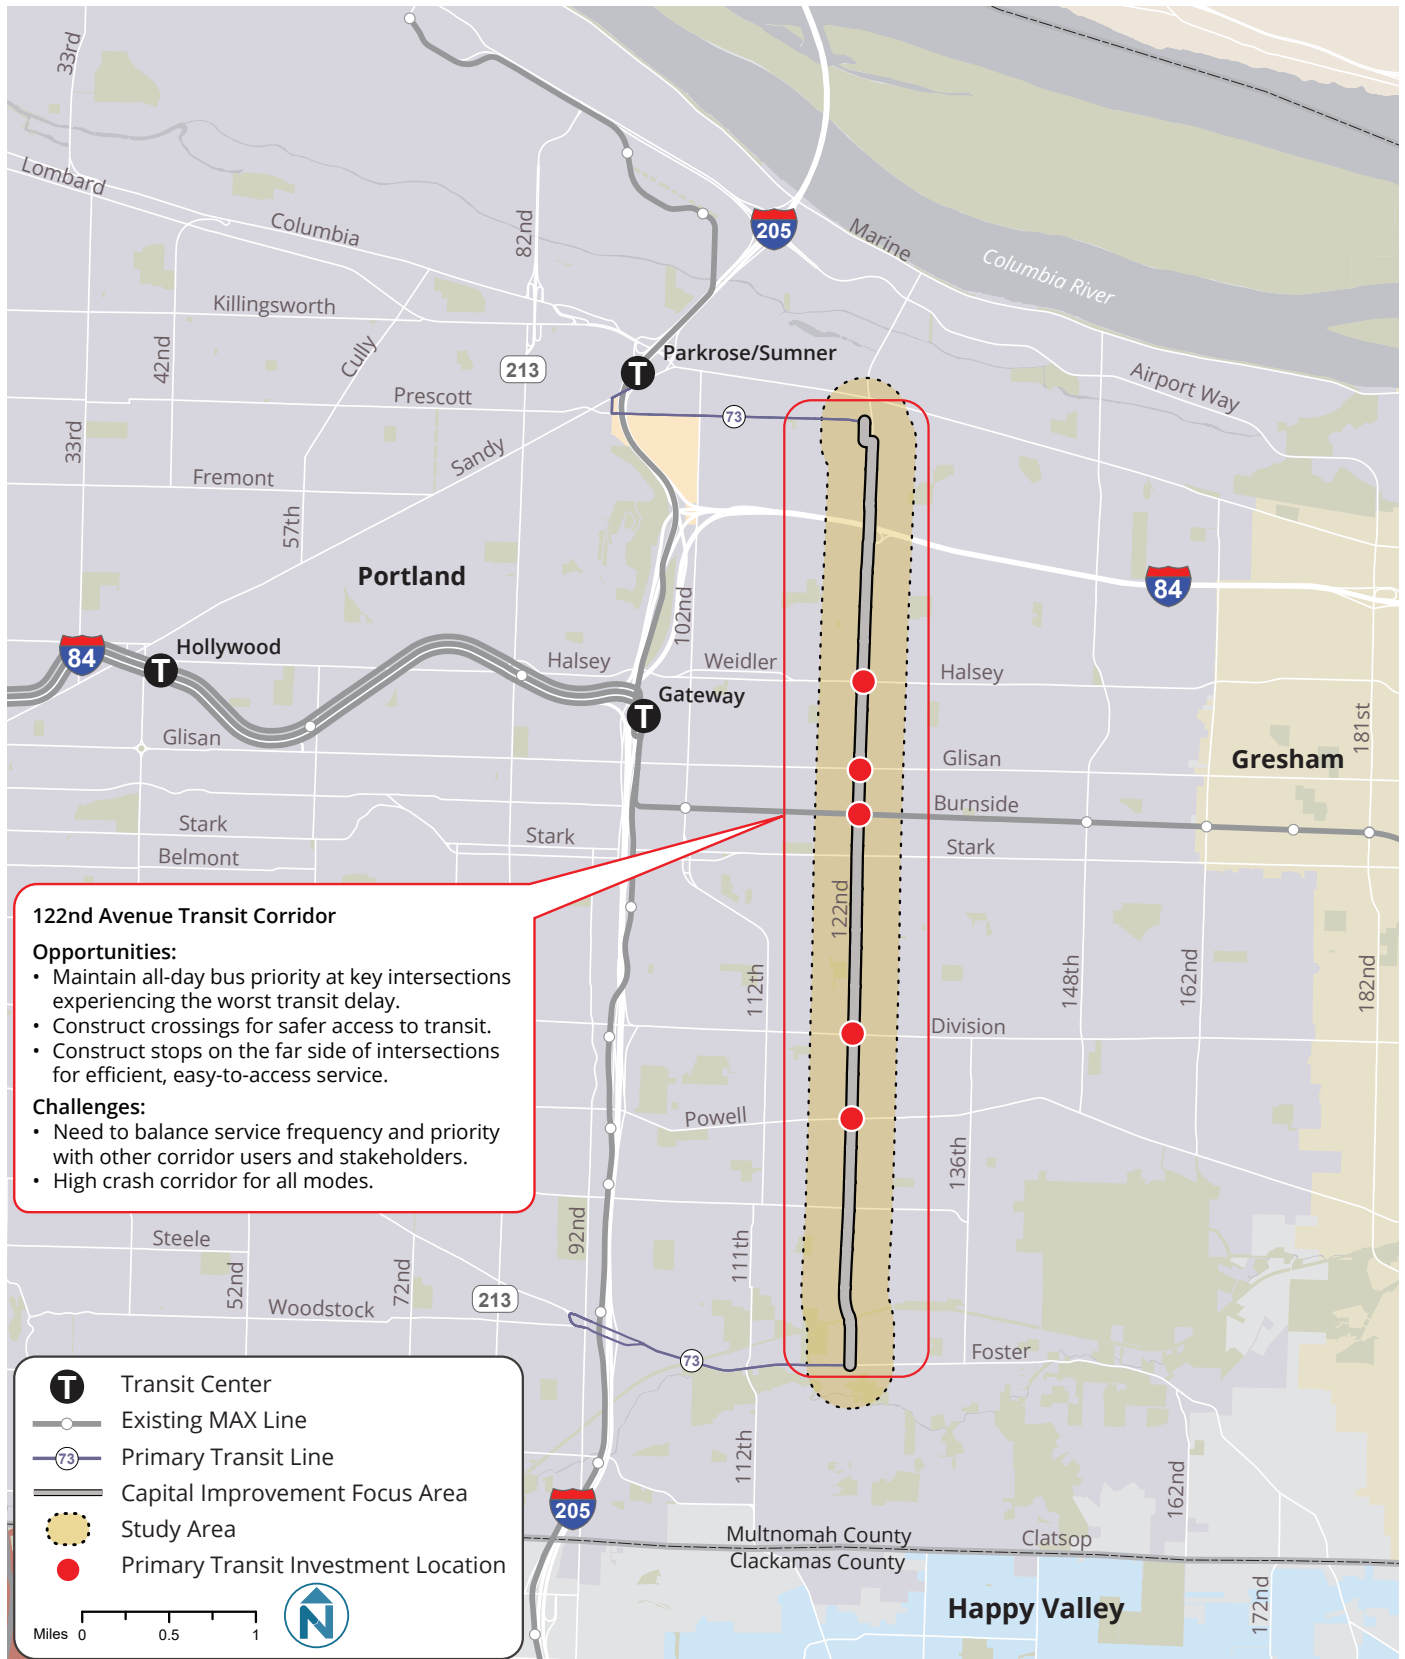 33rd
Lombard
Columbia
82nd
205
Marine
Columbia River
Killingsworth
42nd
Cully
213
Parkrose/Sumner
T
Airport Way
Prescott
73
33rd
Sandy
Fremont
57th
Portland
84
102nd
84
Hollywood
T
Halsey
Weidler
Halsey
Gateway
T
181st
Glisan
Glisan
Gresham
Burnside
Stark
Stark
Stark
Belmont
122nd
112th
148th
162nd
182nd
Division
Powell
136th
122nd Avenue Transit Corridor
Opportunities:
• Maintain all-day bus priority at key intersections
experiencing the worst transit delay.
• Construct crossings for safer access to transit.
• Construct stops on the far side of intersections
for efficient, easy-to-access service.
Challenges:
• Need to balance service frequency and priority
with other corridor users and stakeholders.
• High crash corridor for all modes.
Steele
52nd
72nd
92nd
111th
213
Woodstock
73
Foster
112th
162nd
205
Multnomah County
Clackamas County
Clatsop
Happy Valley
172nd
T Transit Center
Existing MAX Line
73 Primary Transit Line
Capital Improvement Focus Area
Study Area
Primary Transit Investment Location
Miles 0 0.5 1
N